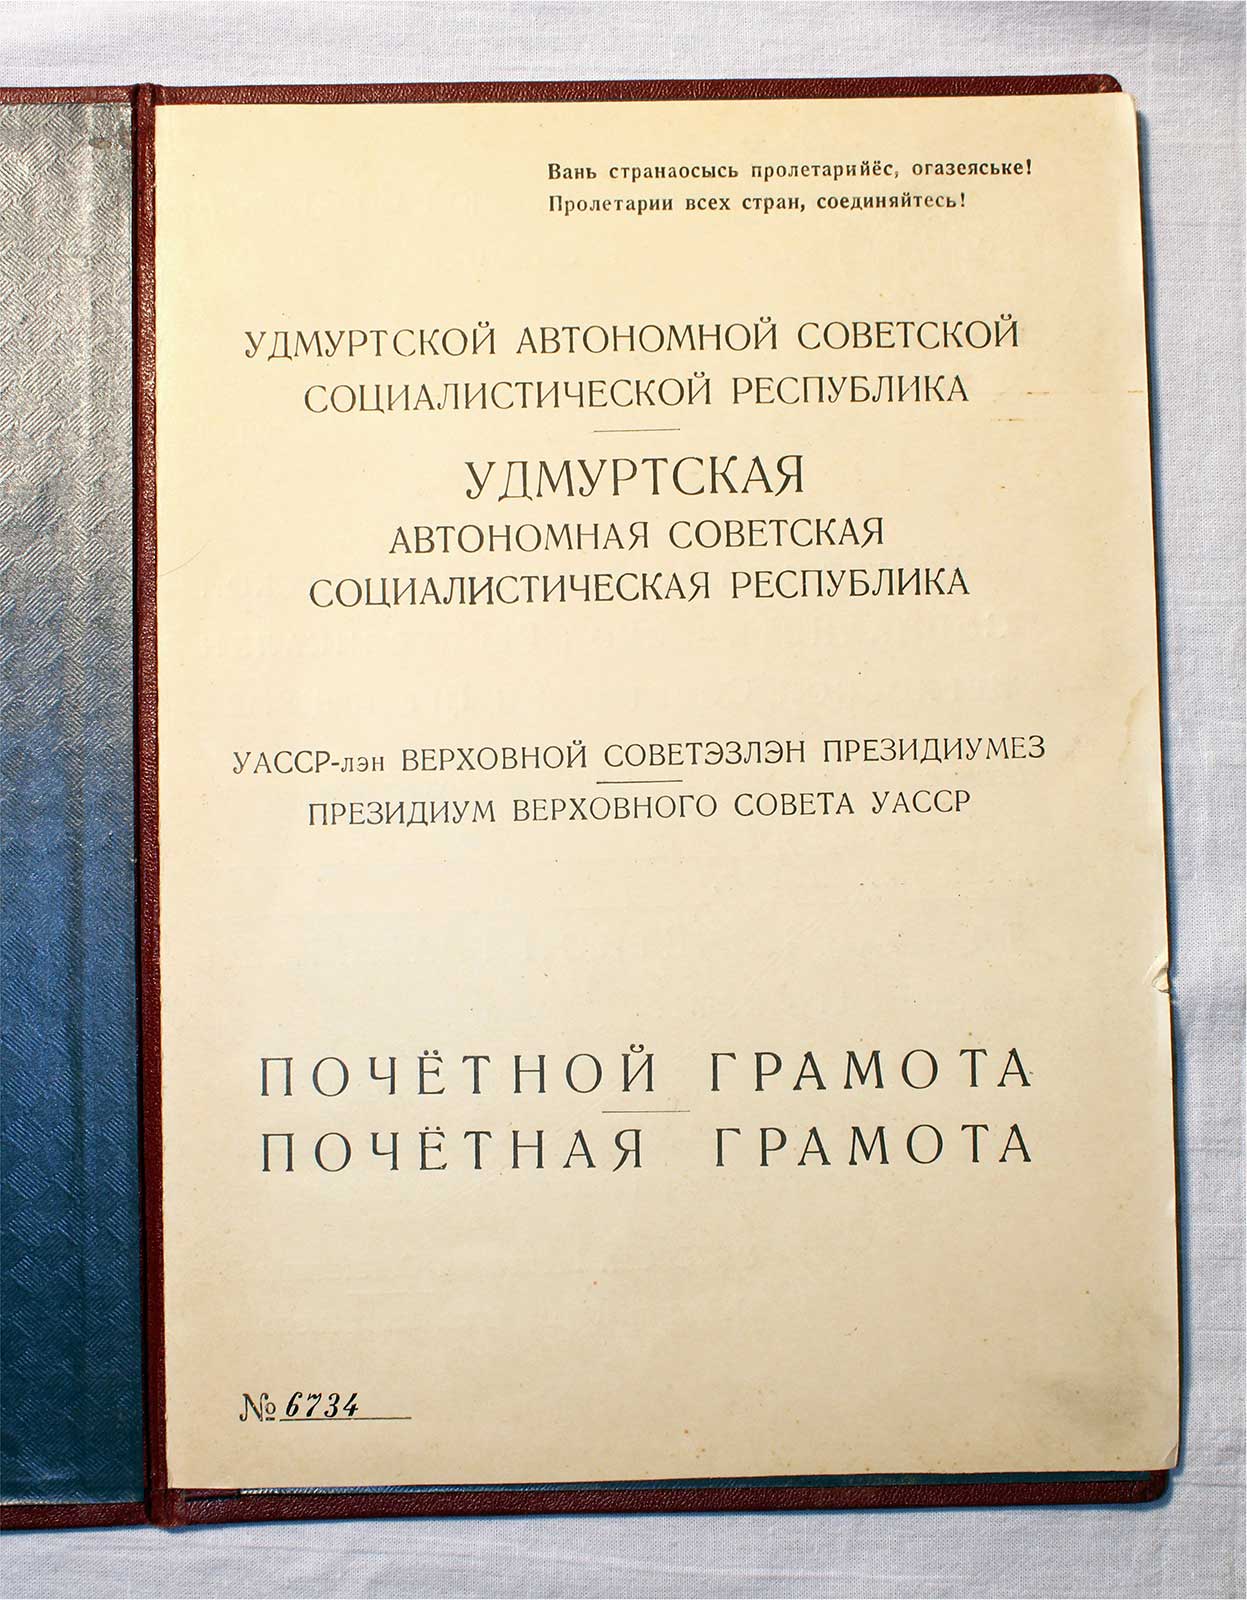 Вань странаосысь пролетарийёс, огазеяське!
Пролетарии всех стран, соединяйтесь!
УДМУРТСКОЙ АВТОНОМНОЙ СОВЕТСКОЙ
СОЦИАЛИСТИЧЕСКОЙ РЕСПУБЛИКА
УДМУРТСКАЯ
АВТОНОМНАЯ СОВЕТСКАЯ
СОЦИАЛИСТИЧЕСКАЯ РЕСПУБЛИКА
УАССР-лэн ВЕРХОВНОЙ СОВЕТЭЗЛЭН ПРЕЗИДИУМЕЗ
ПРЕЗИДИУМ ВЕРХОВНОГО СОВЕТА УАССР
ПОЧЁТНОЙ ГРАМОТА
ПОЧЁТНАЯ ГРАМОТА
№ 6734